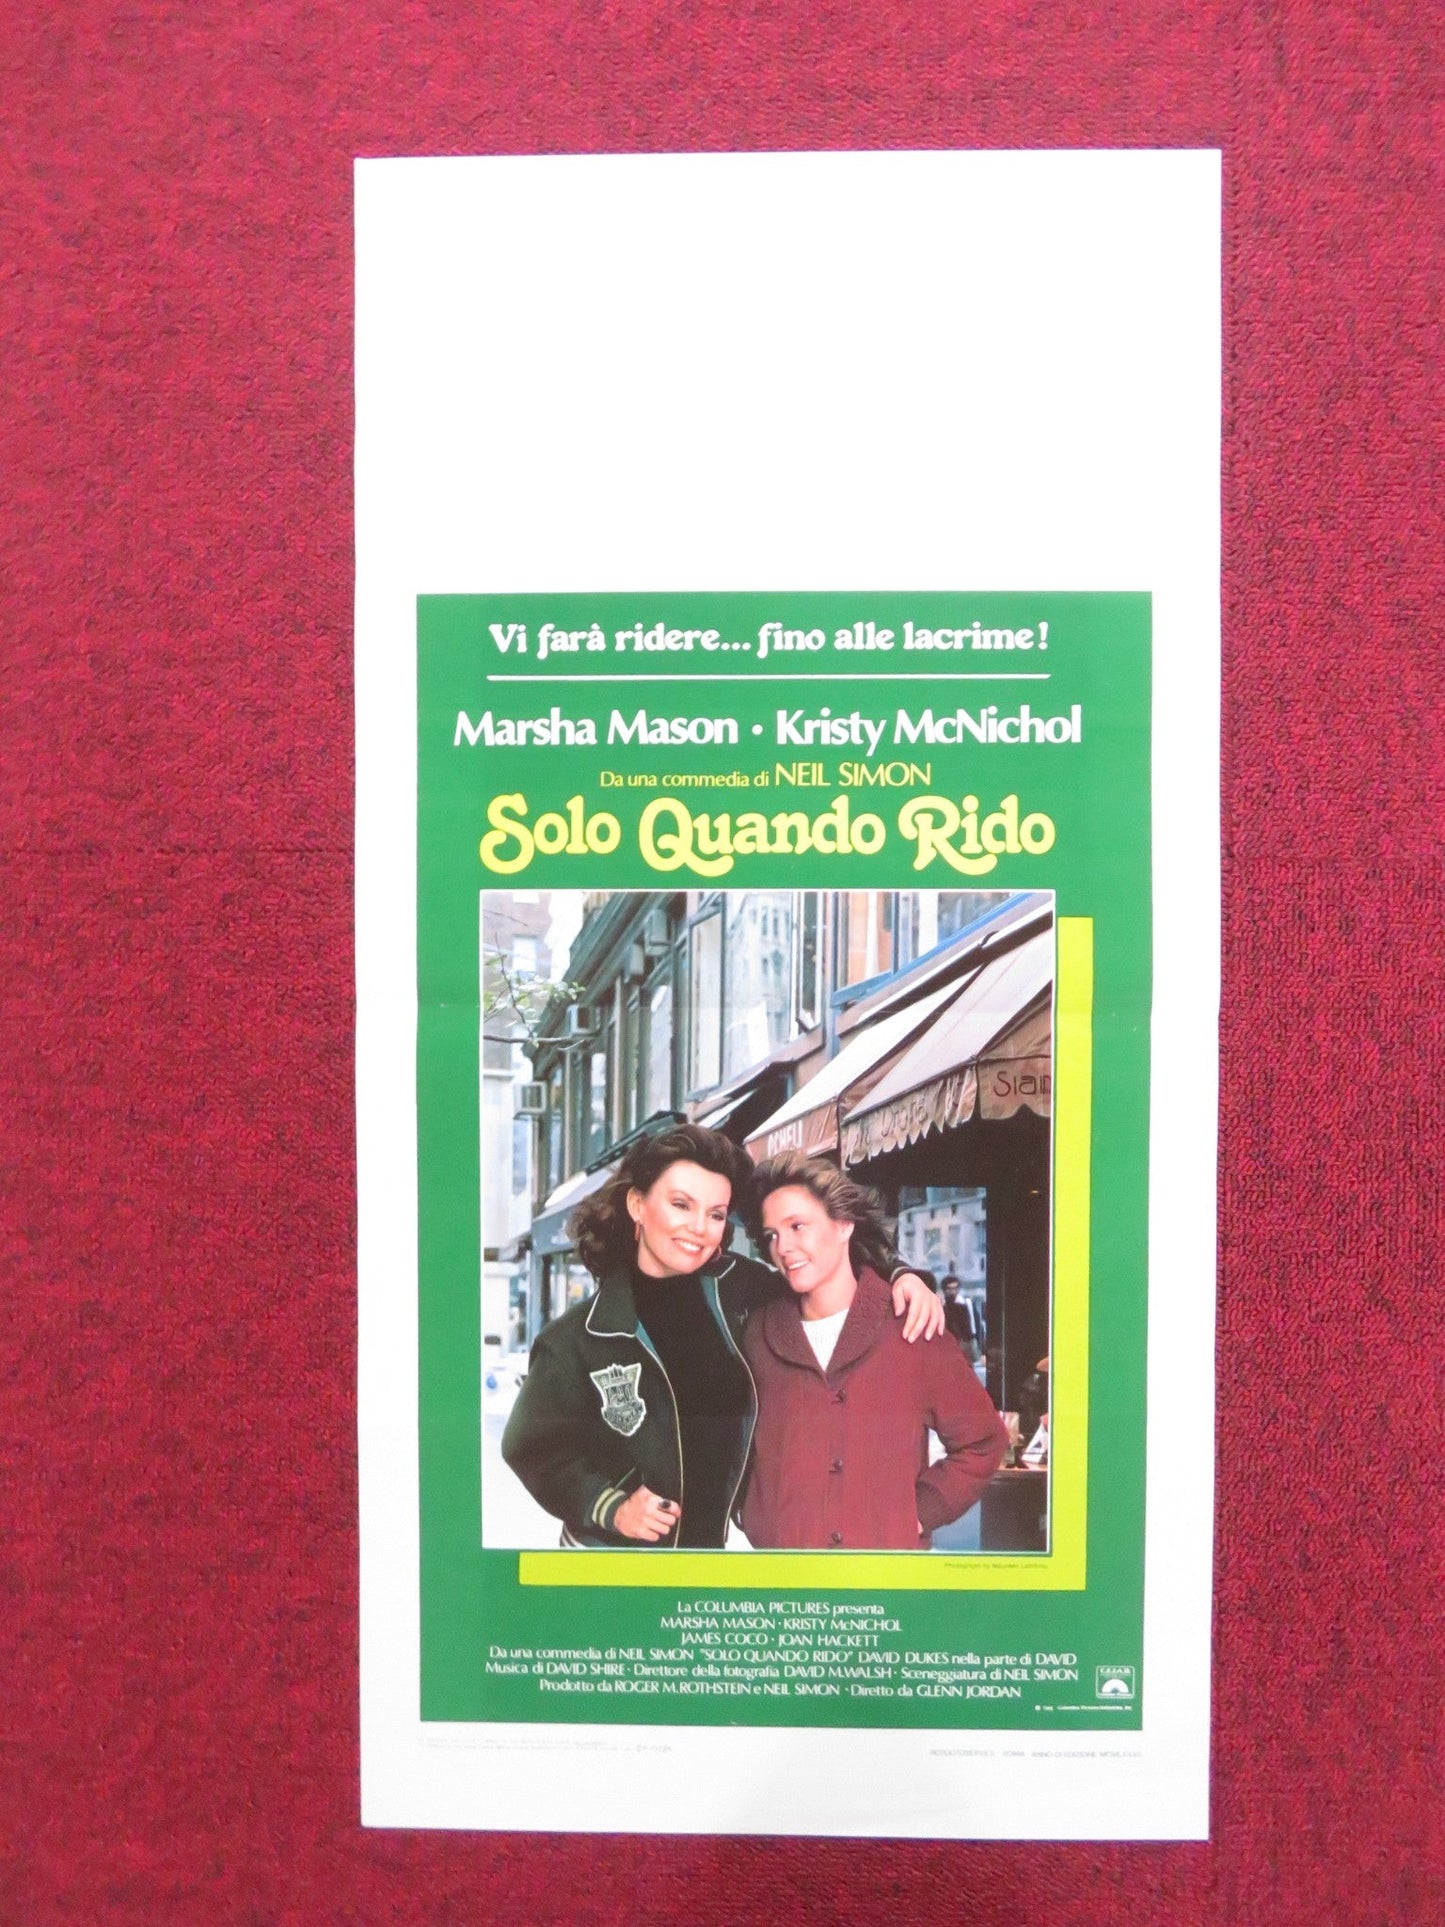 Vi farà ridere... fino alle lacrime!
Marsha Mason • Kristy McNichol
Da una commedia di NEIL SIMON
Solo Quando Rido
Siam
La COLUMBIA PICTURES presenta
MARSHA MASON • KRISTY McNICHOL
JAMES COCO • JOAN HACKETT
Da una commedia di NEIL SIMON "SOLO QUANDO RIDO" DAVID DUKES nella parte di DAVID
Musica di DAVID SHIRE • Direttore della fotografia DAVID M. WALSH • Sceneggiatura di NEIL SIMON
Prodotto da ROGER M. ROTHSTEIN e NEIL SIMON • Diretto da GLENN JORDAN